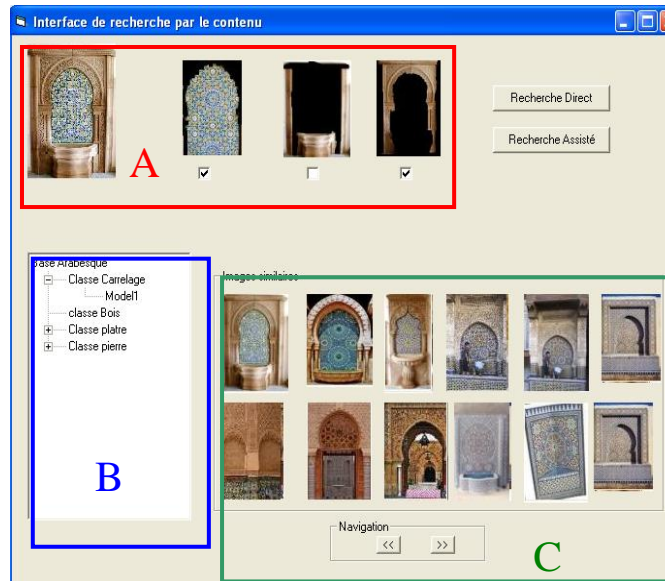 Interface de recherche par le contenu
Recherche Direct
A
Recherche Assisté
Base Arabesque
Classe Carrelage
Model1
classe Bois
Classe platre
Classe pierre
B
Images similaires
Navigation
<<
>>
C